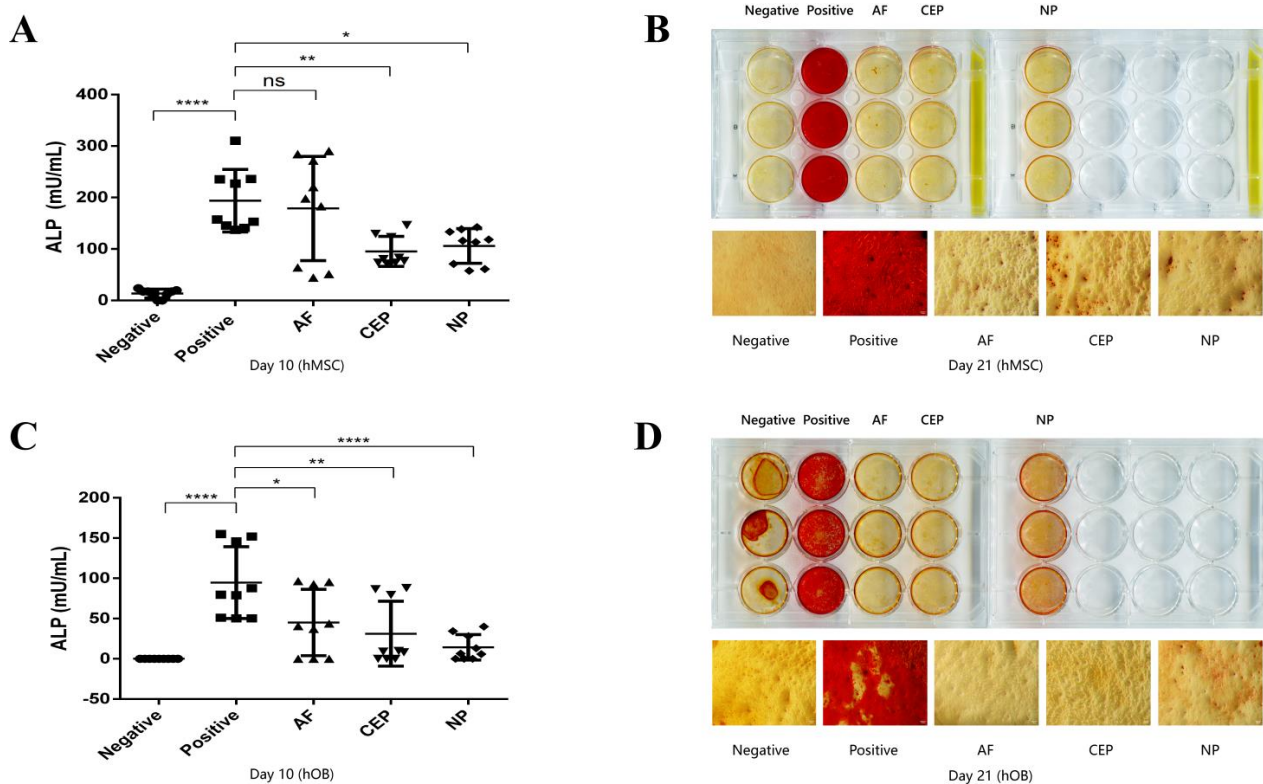 A
*
**
ns
****
400
300
200
100
0
ALP (mU/mL)
Negative
Positive
AF
CEP
NP
Day 10 (hMSC)
B
Negative Positive AF CEP NP
Negative Positive AF CEP NP
Day 21 (hMSC)
C
****
**
*
****
200
150
100
50
0
-50
ALP (mU/mL)
Negative
Positive
AF
CEP
NP
Day 10 (hOB)
D
Negative Positive AF CEP NP
Negative Positive AF CEP NP
Day 21 (hOB)